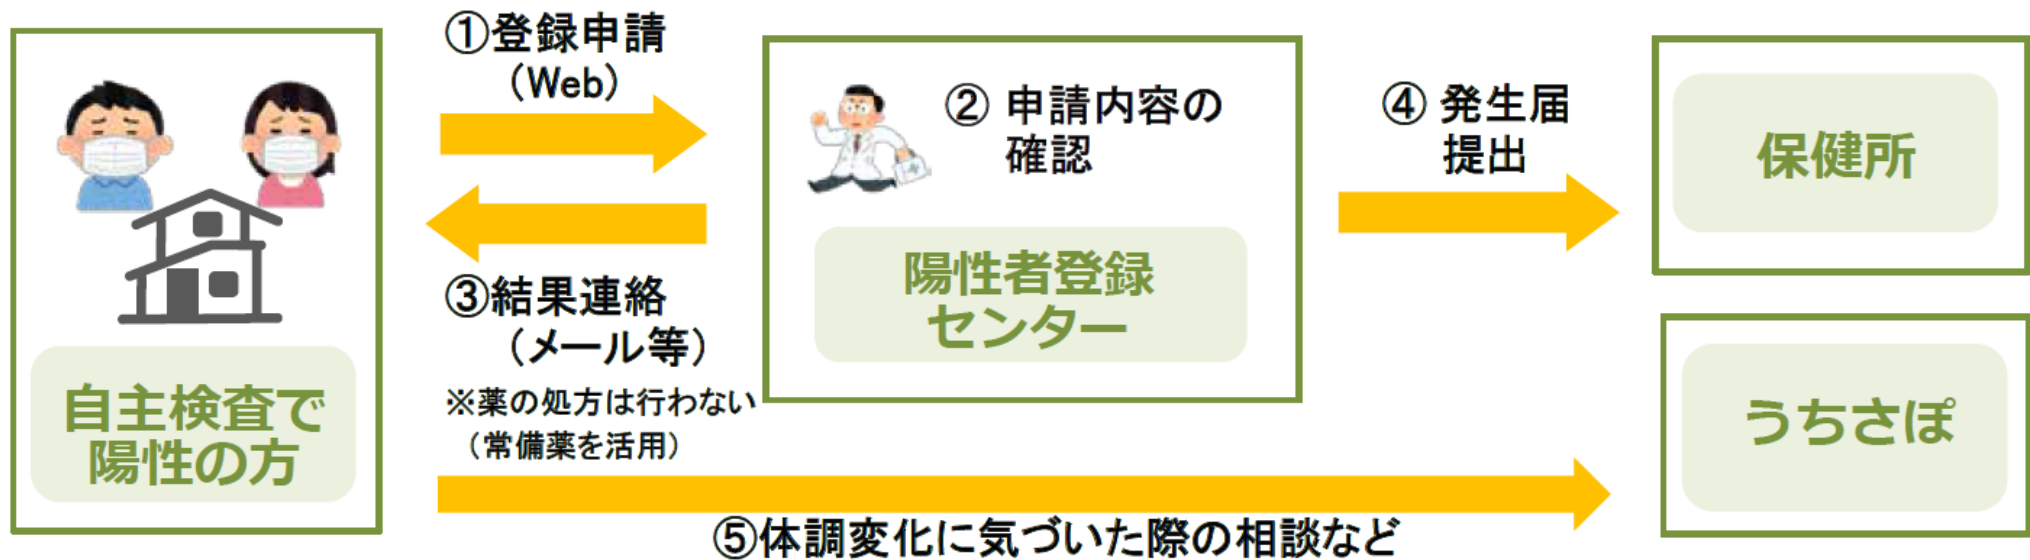 ①登録申請
（Web）
② 申請内容の
確認
④ 発生届
提出
保健所
陽性者登録
センター
③結果連絡
（メール等）
※薬の処方は行わない
（常備薬を活用）
自主検査で
陽性の方
うちさぽ
⑤体調変化に気づいた際の相談など